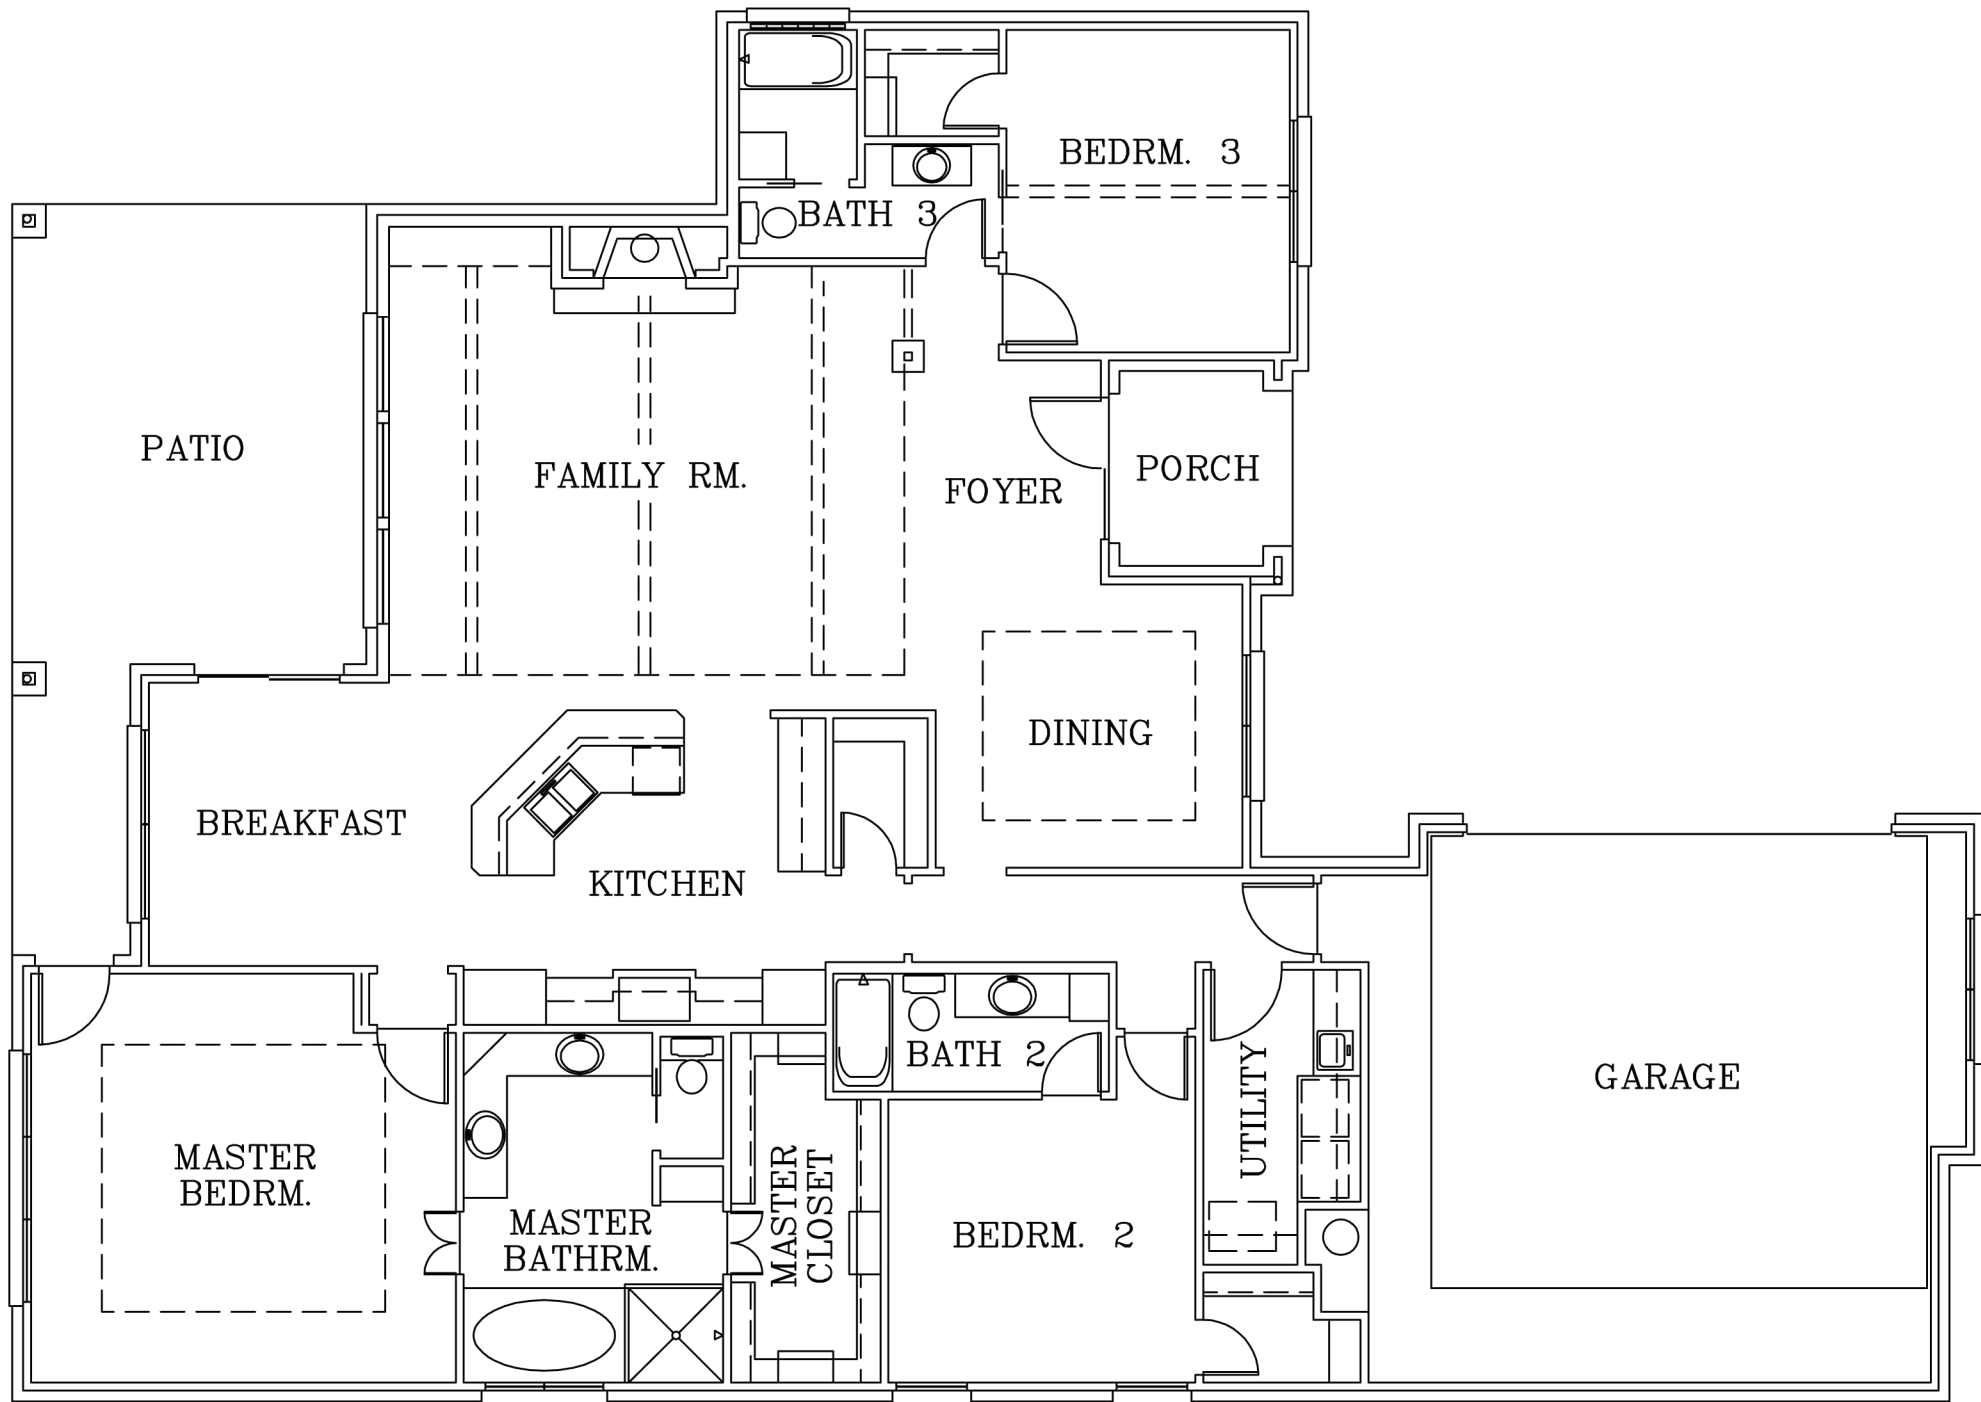 BEDRM. 3
BATH 3
PATIO
FAMILY RM.
FOYER
PORCH
DINING
BREAKFAST
KITCHEN
BATH 2
UTILITY
GARAGE
MASTER
BEDRM.
MASTER
BATHRM.
MASTER
CLOSET
BEDRM. 2